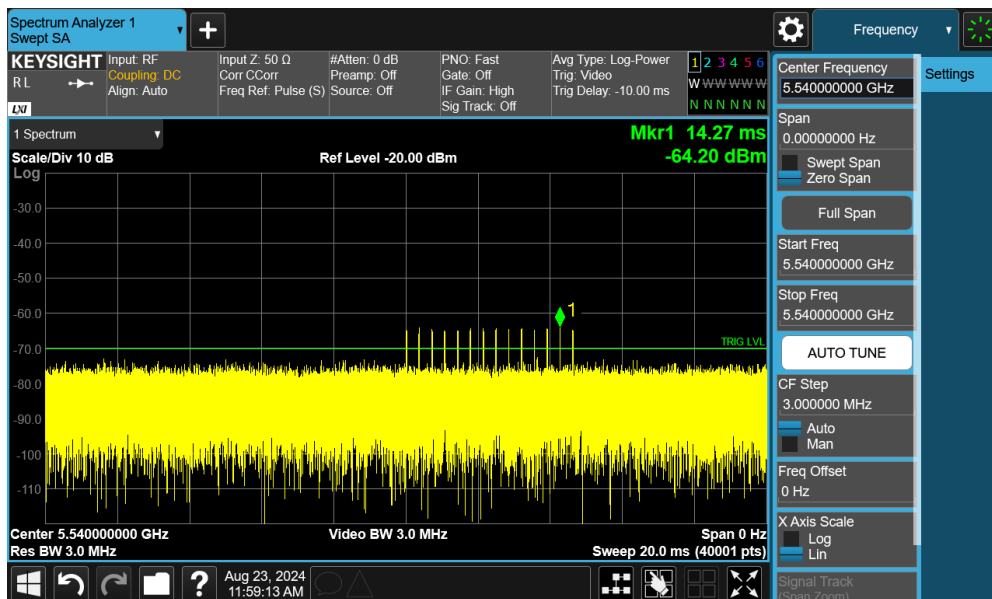 Spectrum Analyzer 1
Swept SA
+
Frequency
KEYSIGHT
R L
LXI
Input: RF
Coupling: DC
Align: Auto
Input Z: 50 Ω
Corr CCorr
Freq Ref: Pulse (S)
#Atten: 0 dB
Preamp: Off
Source: Off
PNO: Fast
Gate: Off
IF Gain: High
Sig Track: Off
Avg Type: Log-Power
Trig: Video
Trig Delay: -10.00 ms
1 2 3 4 5 6
W W W W W W
N N N N N N
1 Spectrum
Mkr1 14.27 ms
-64.20 dBm
Scale/Div 10 dB
Ref Level -20.00 dBm
Log
-30.0
-40.0
-50.0
-60.0
-70.0
-80.0
-90.0
-100
-110
1
TRIG LVL
Center 5.540000000 GHz
Video BW 3.0 MHz
Span 0 Hz
Res BW 3.0 MHz
Sweep 20.0 ms (40001 pts)
?
Aug 23, 2024
11:59:13 AM
Center Frequency
5.540000000 GHz
Settings
Span
0.00000000 Hz
Swept Span
Zero Span
Full Span
Start Freq
5.540000000 GHz
Stop Freq
5.540000000 GHz
AUTO TUNE
CF Step
3.000000 MHz
Auto
Man
Freq Offset
0 Hz
X Axis Scale
Log
Lin
Signal Track
(Span Zoom)